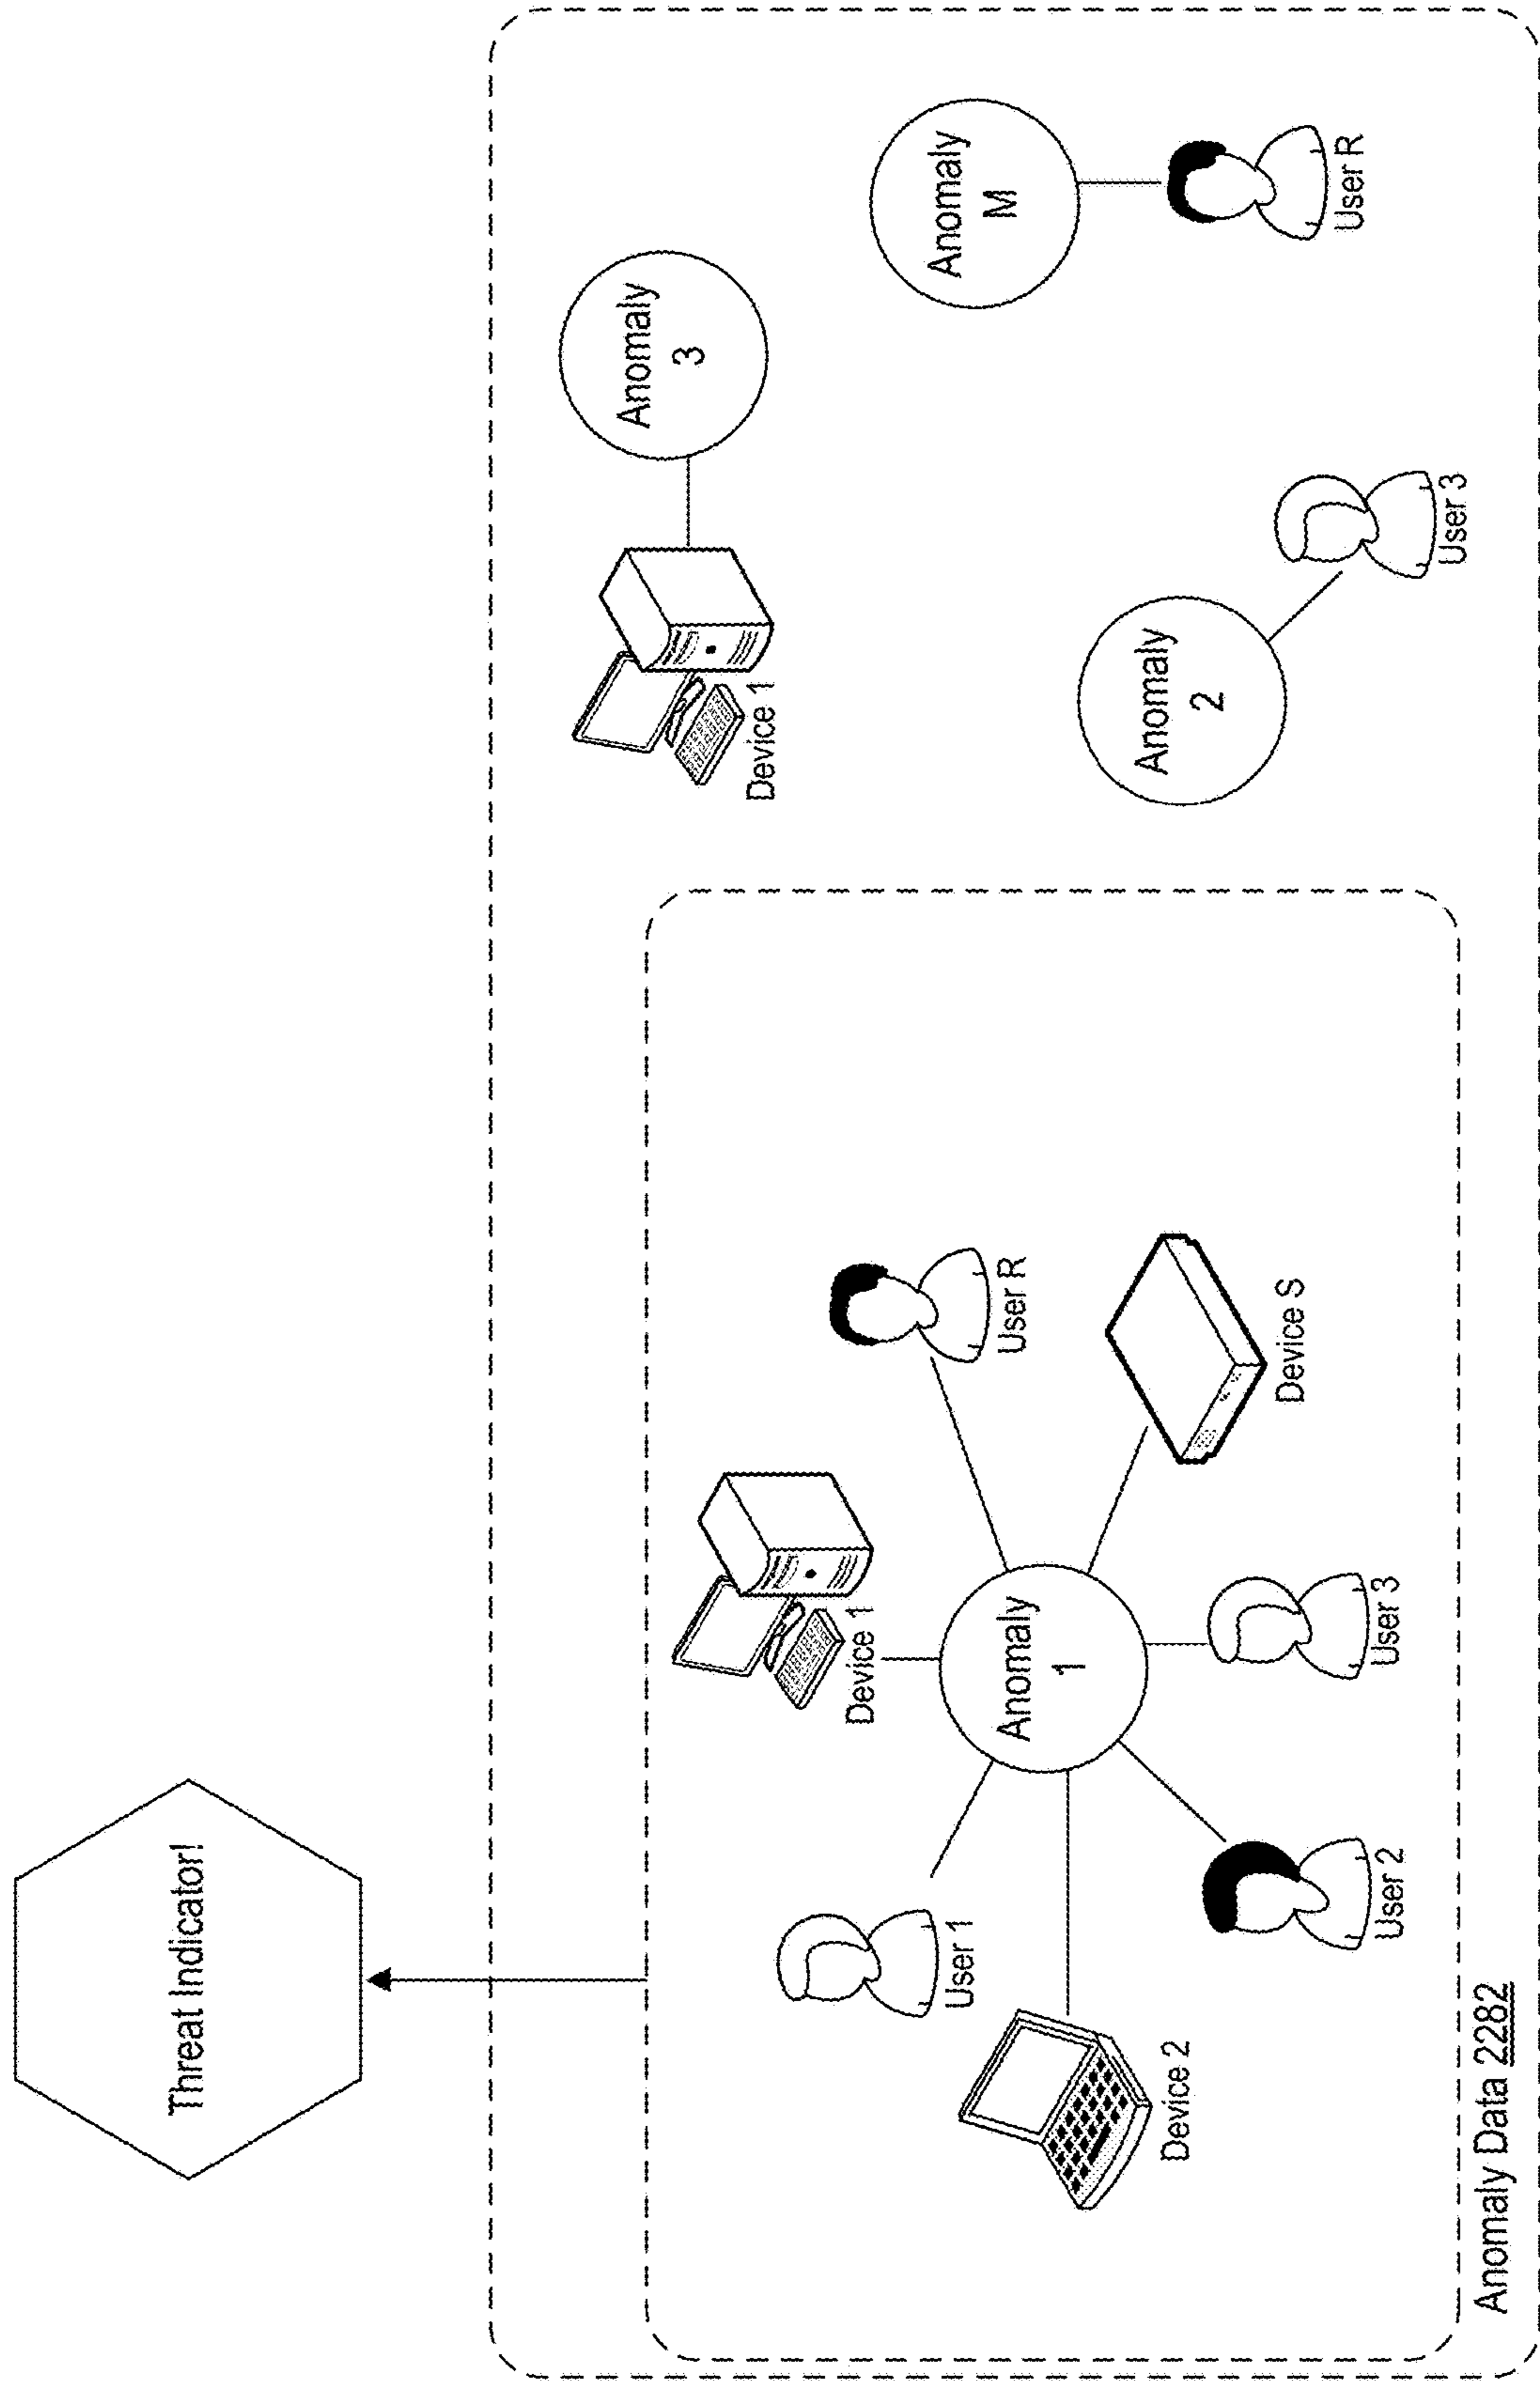 Threat Indicator!
Device 1
Anomaly
3
Anomaly
M
User R
Anomaly
2
User 3
User 1
Device 1
User R
Device 2
Anomaly
1
Device S
User 2
User 3
Anomaly Data 2282